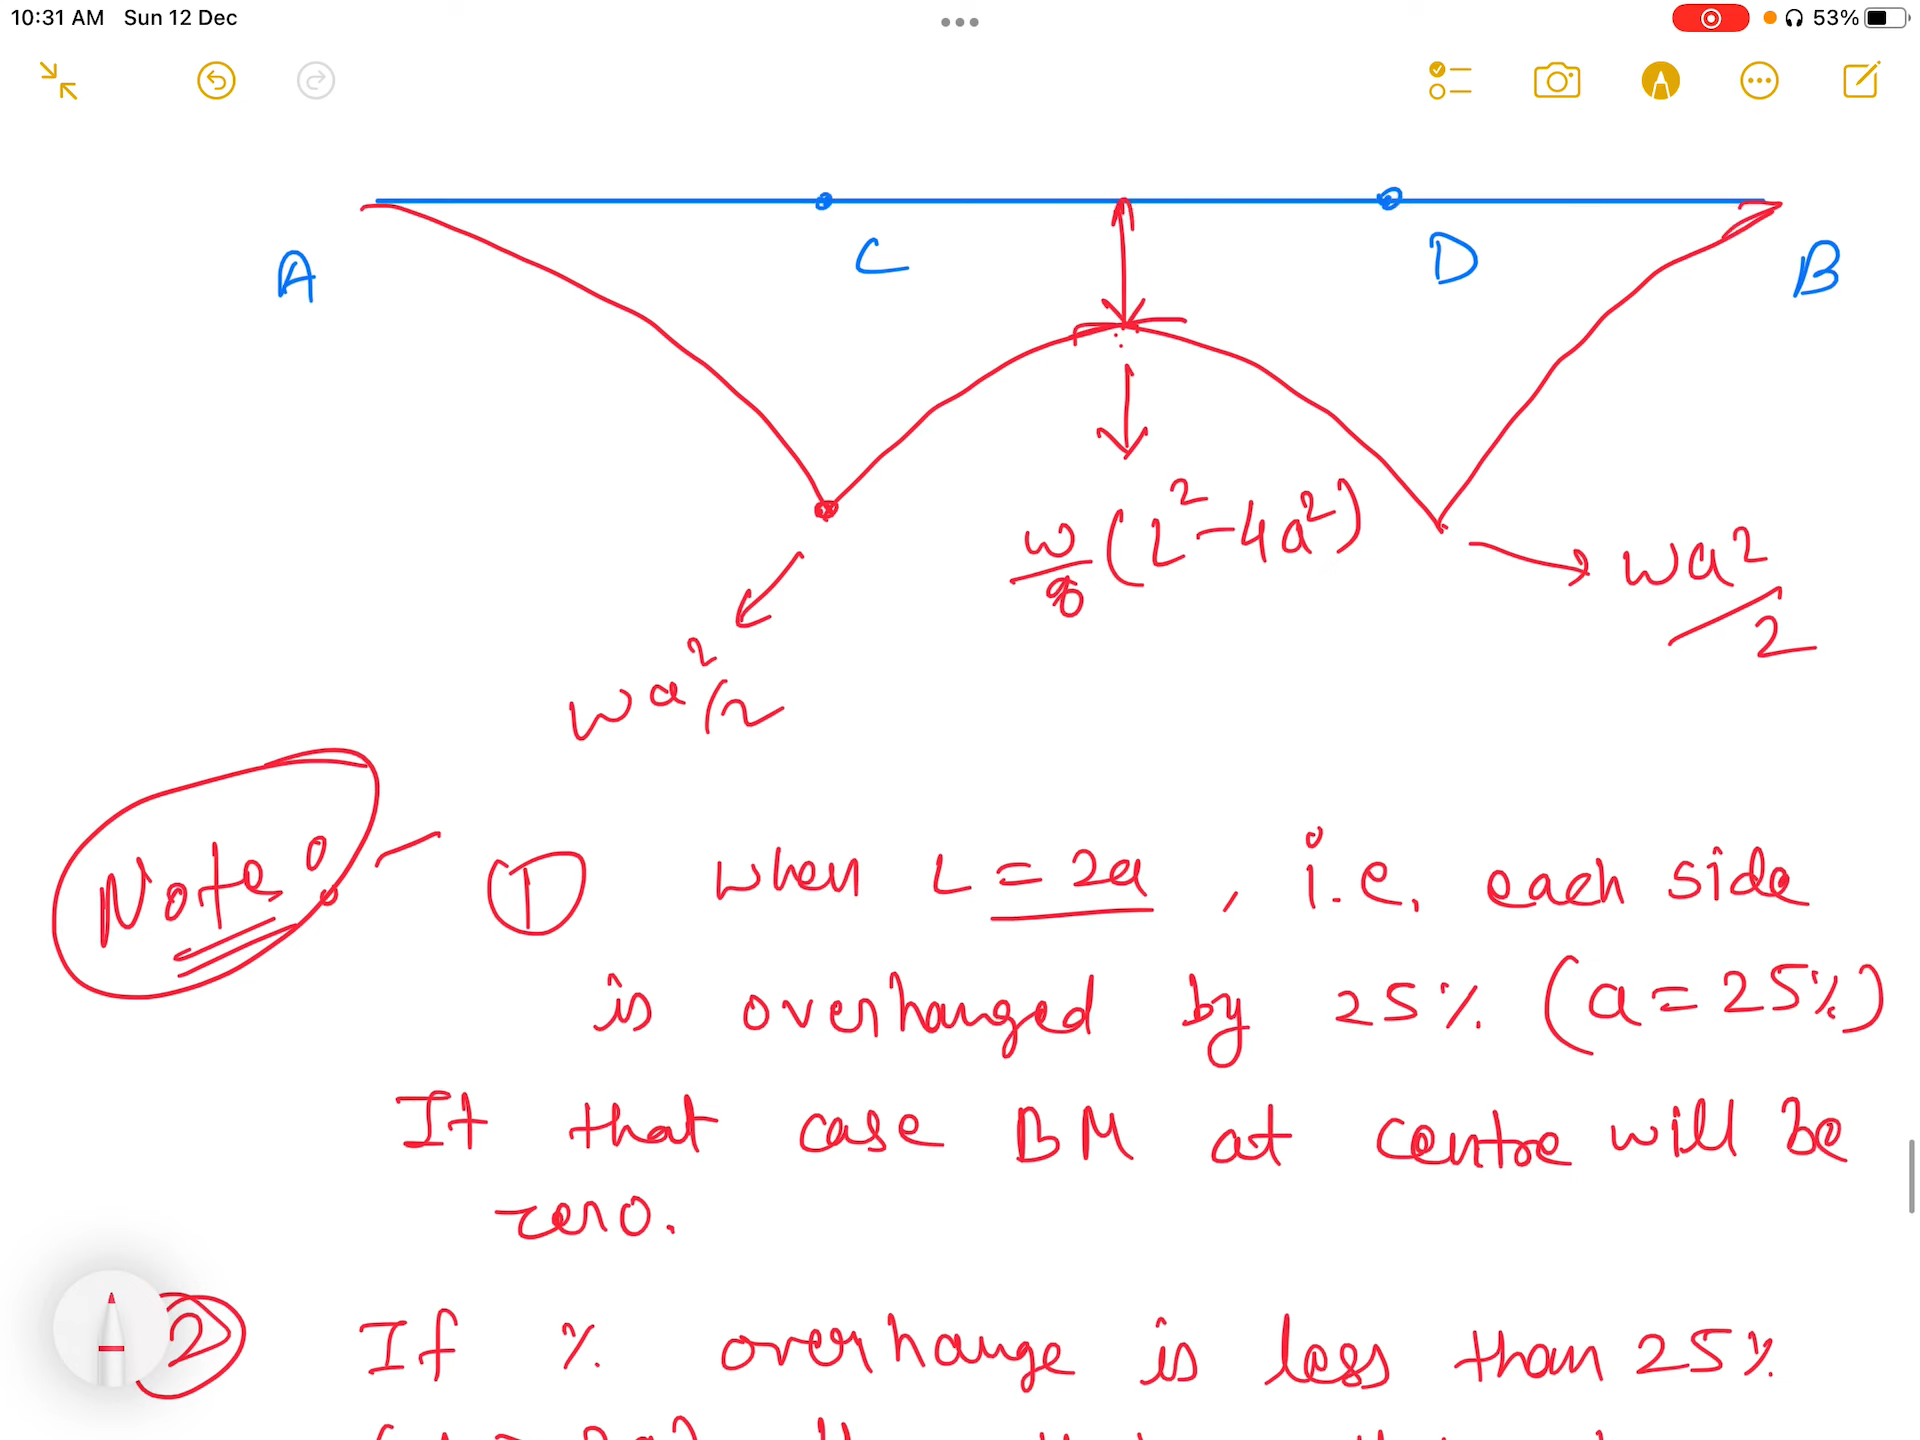 10:31 AM Sun 12 Dec
53%
A C D B
w/8 (L²-4a²)
wa²/2
wa²/2
Note:- ① when L = 2a, i.e. each side
is overhanged by 25% (a=25%)
It that case BM at centre will be
zero.
② If % overhange is less than 25%